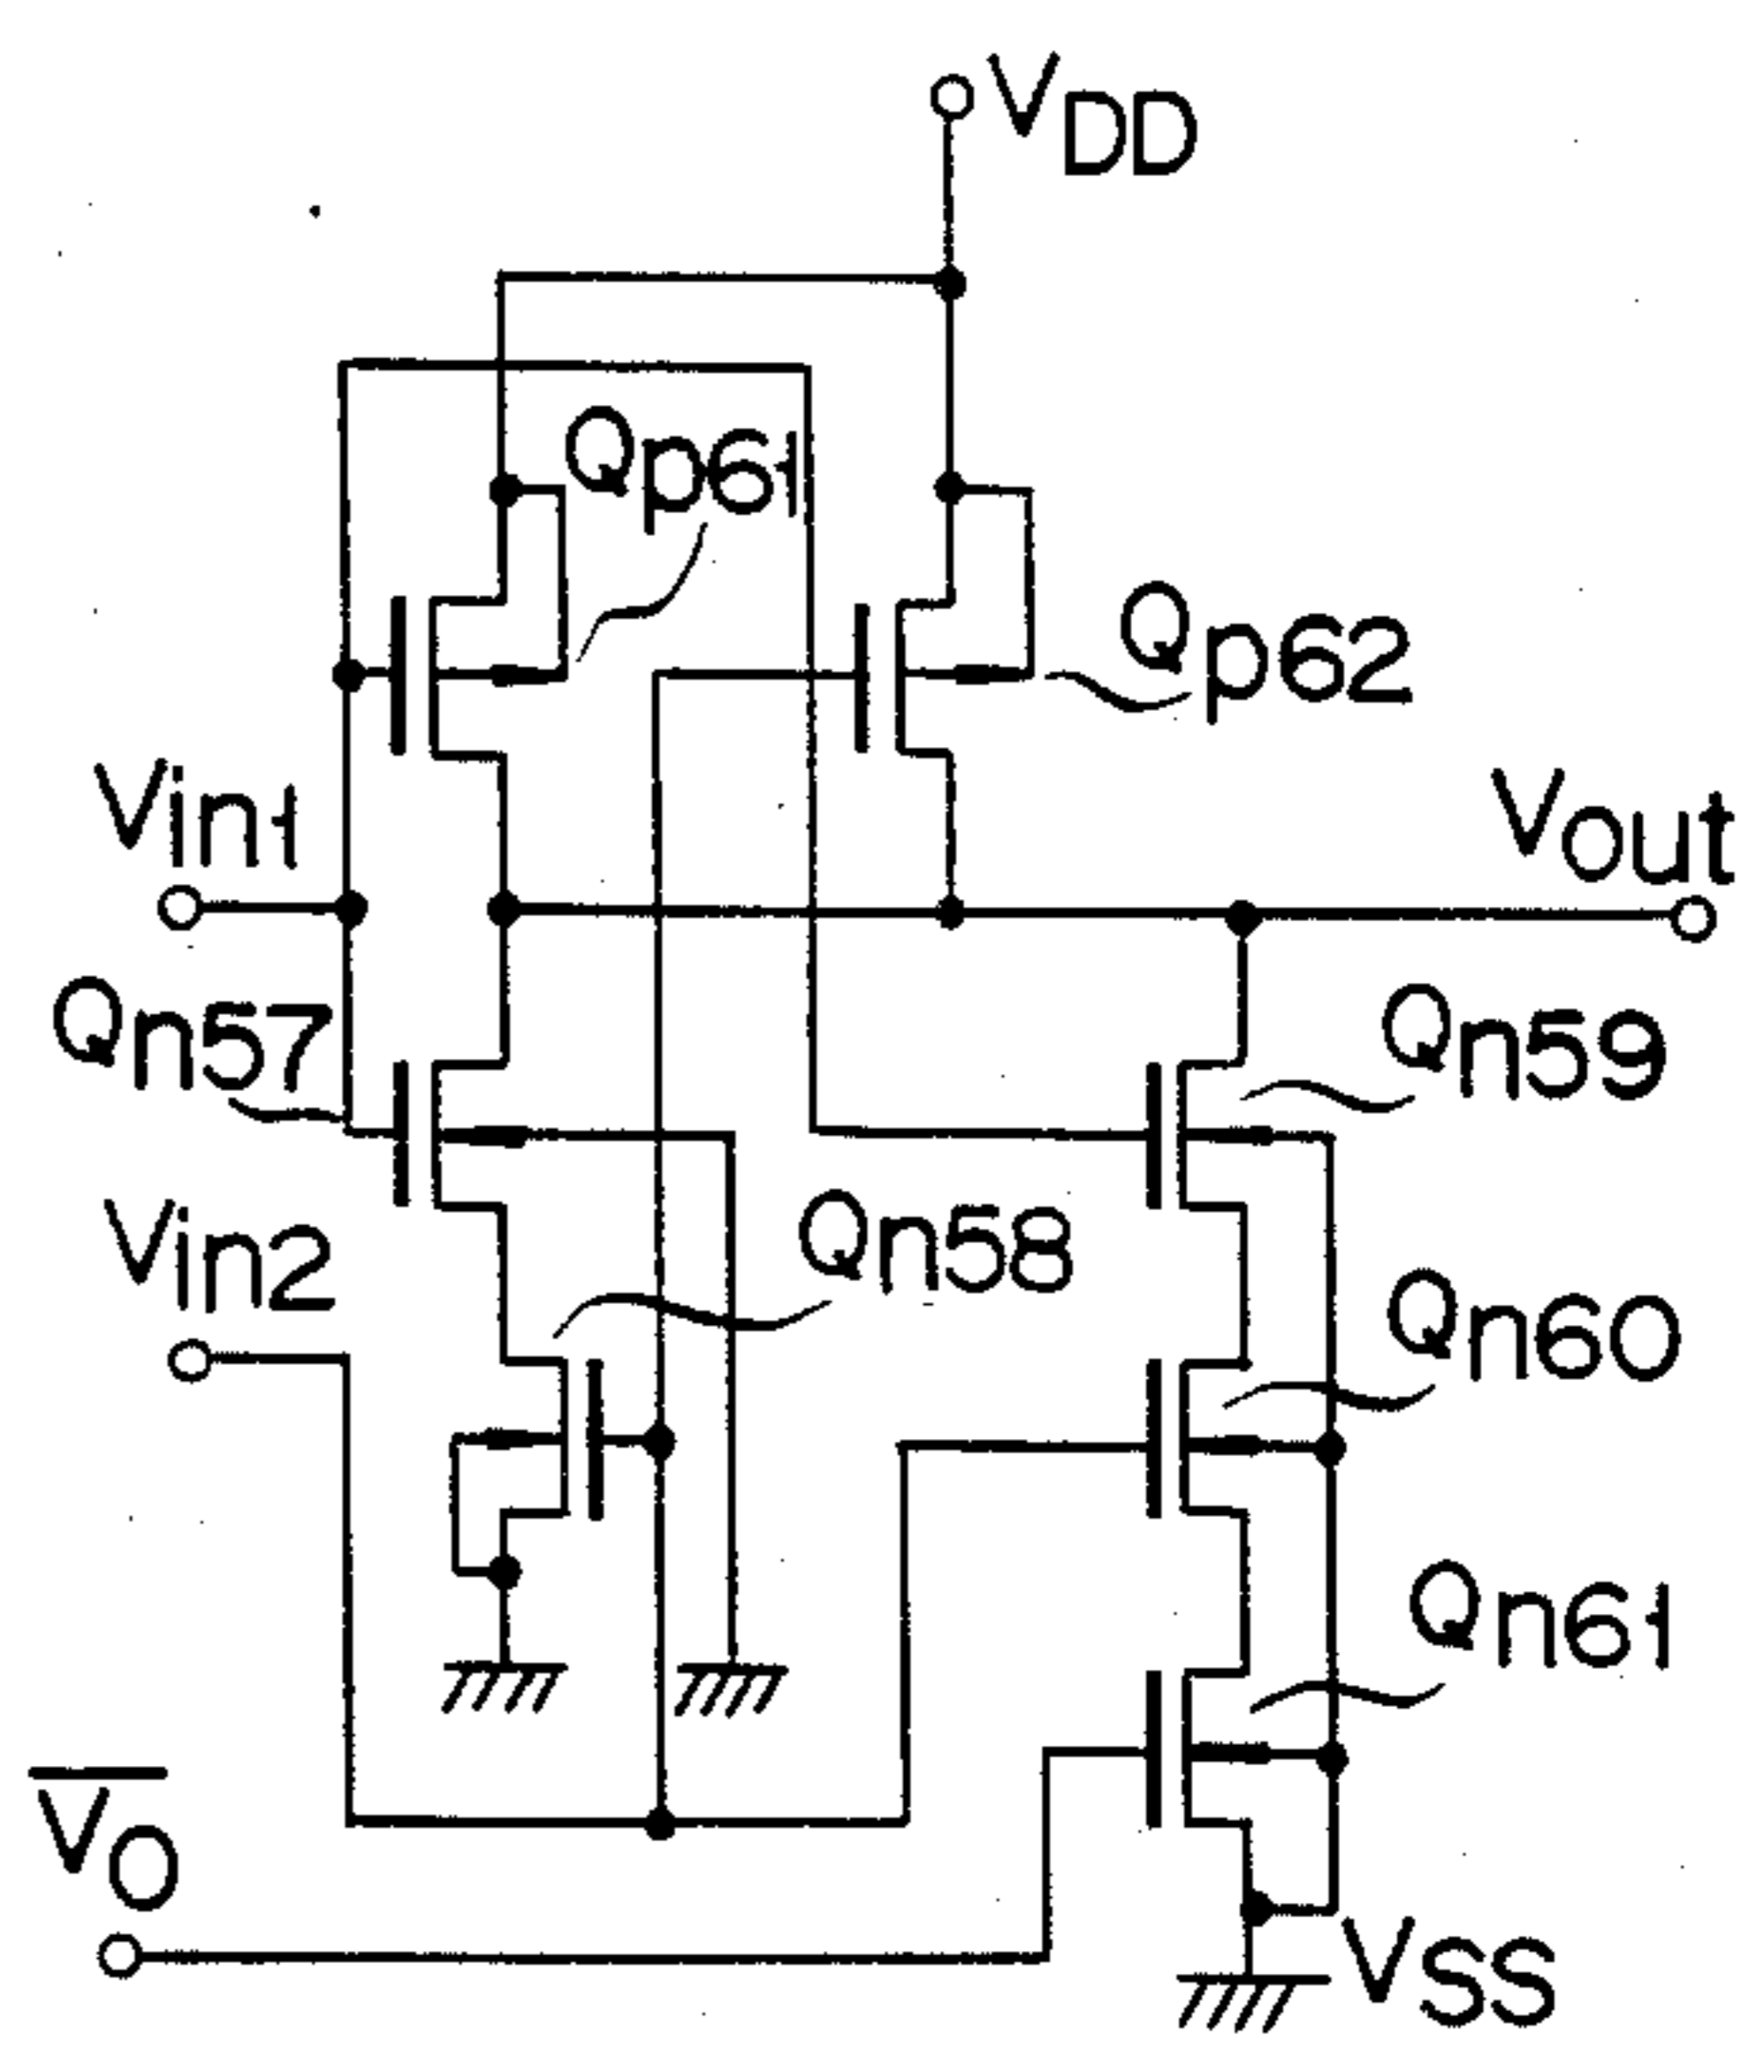 VDD
Qp61
Qp62
Vin1
Vout
Qn57
Qn59
Vin2
Qn58
Qn60
Qn61
V̅O̅
VSS